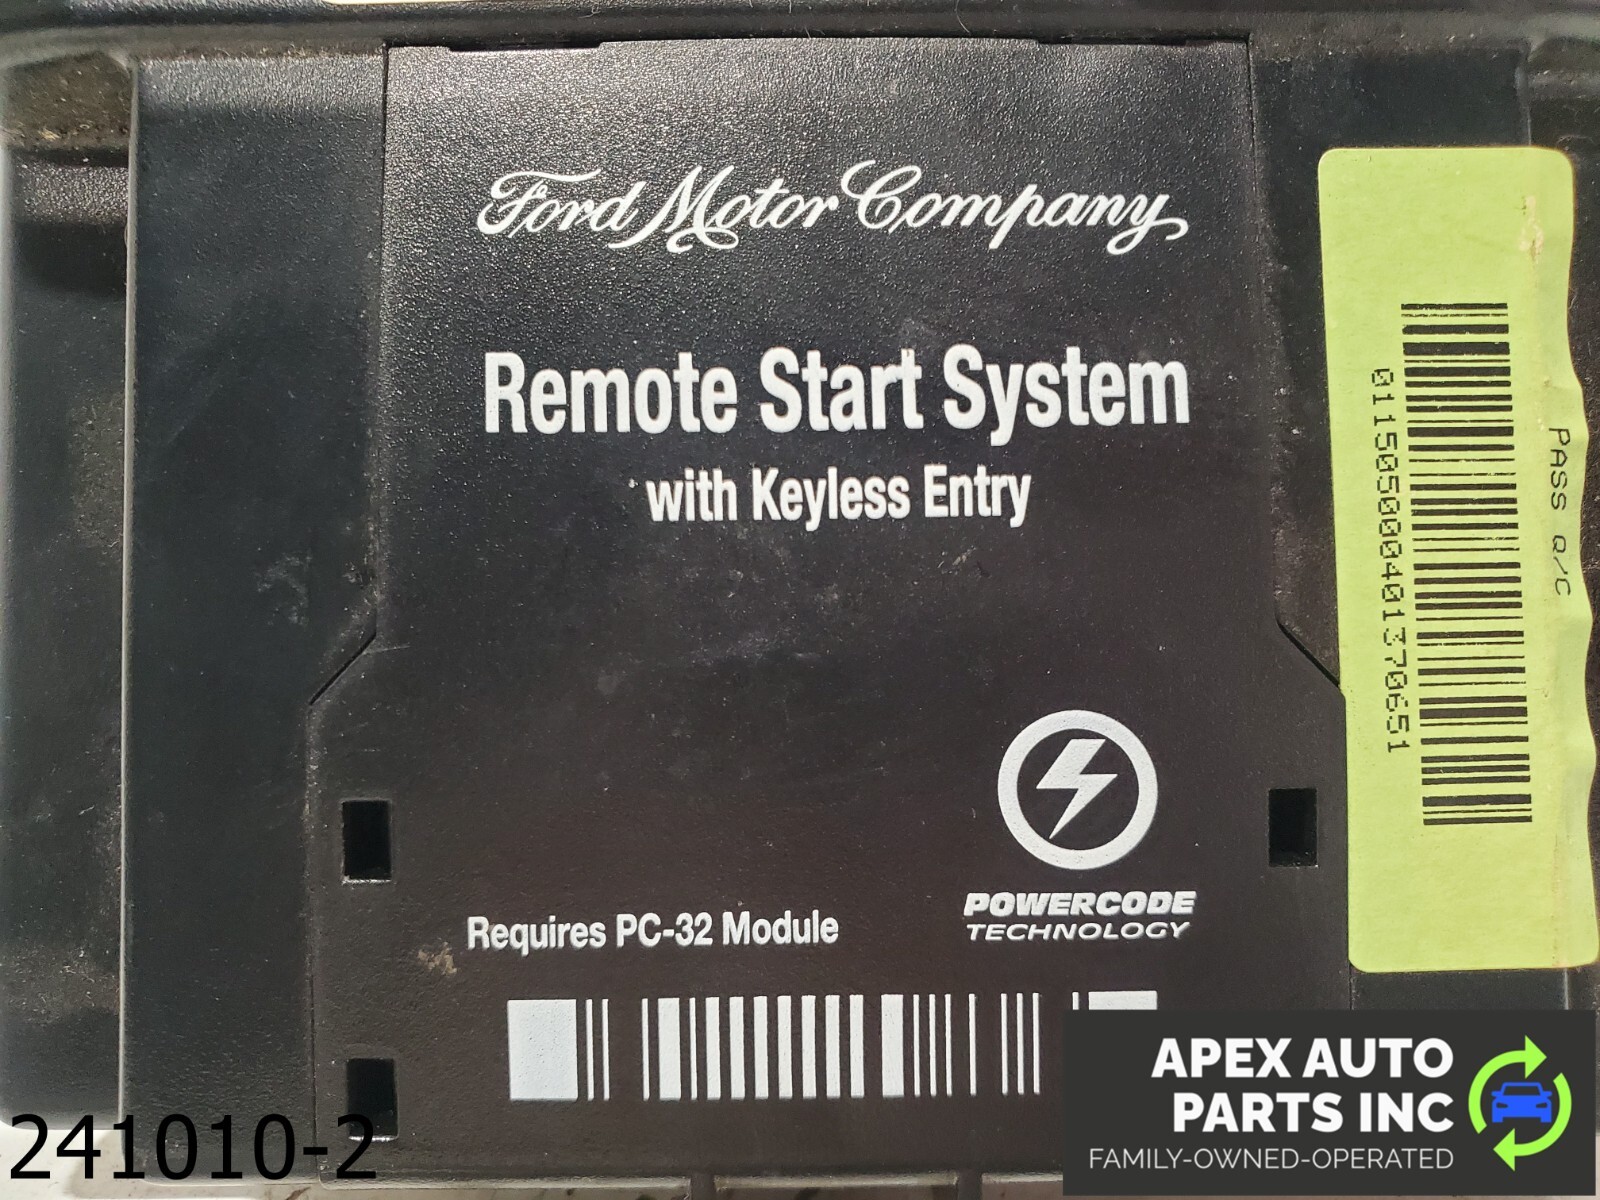 Ford Motor Company
Remote Start System
with Keyless Entry
PASS Q/C
011505000401370651
POWERCODE
TECHNOLOGY
Requires PC-32 Module
APEX AUTO
PARTS INC
FAMILY-OWNED-OPERATED
241010-2